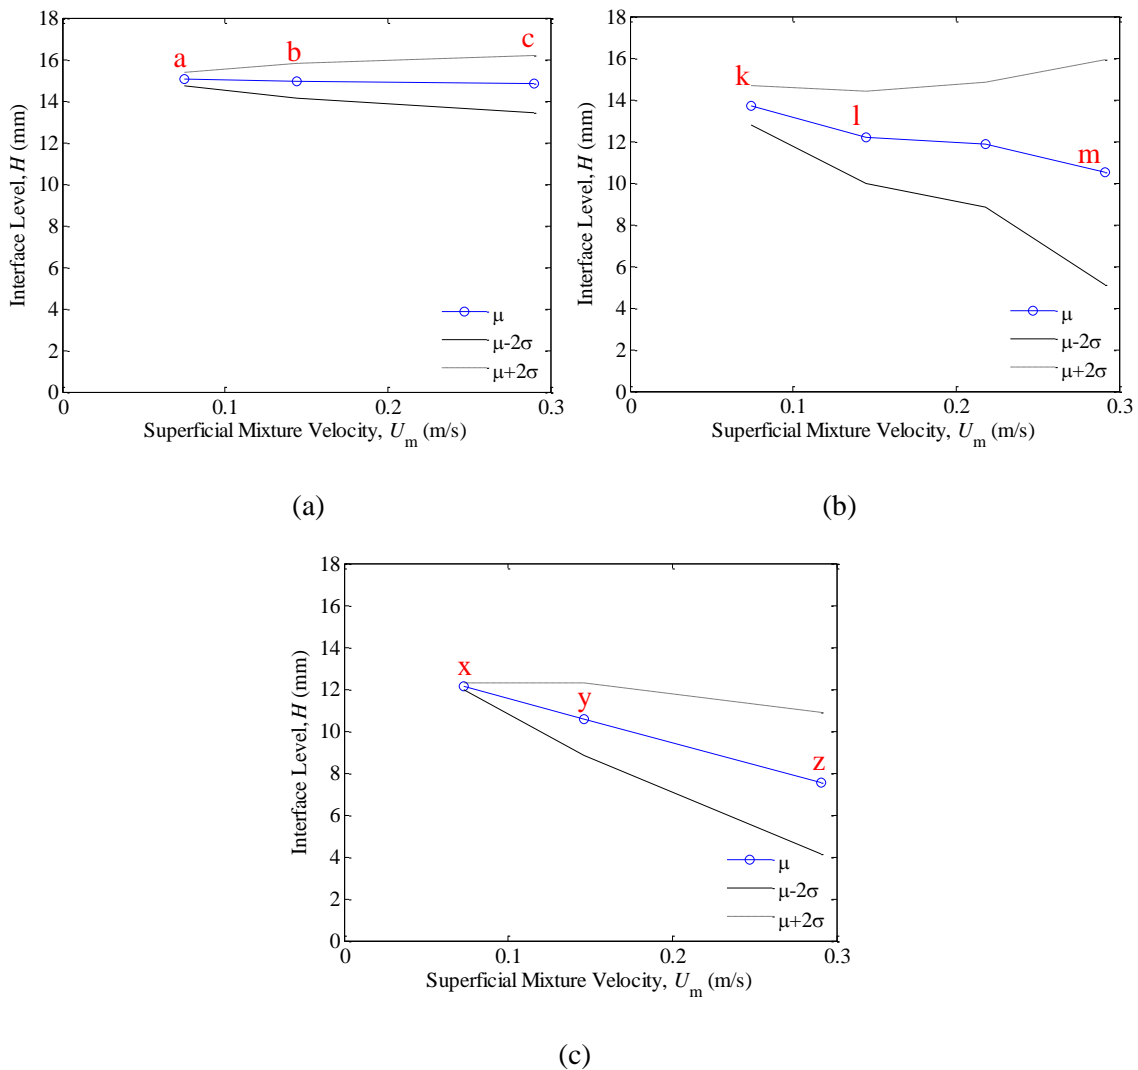 18
16
14
12
10
8
6
4
2
0
Interface Level, H (mm)
a
b
c
μ
μ-2σ
μ+2σ
0
0.1
0.2
0.3
Superficial Mixture Velocity, Um (m/s)
(a)
18
16
14
12
10
8
6
4
2
0
Interface Level, H (mm)
k
l
m
μ
μ-2σ
μ+2σ
0
0.1
0.2
0.3
Superficial Mixture Velocity, Um (m/s)
(b)
18
16
14
12
10
8
6
4
2
0
Interface Level, H (mm)
x
y
z
μ
μ-2σ
μ+2σ
0
0.1
0.2
0.3
Superficial Mixture Velocity, Um (m/s)
(c)